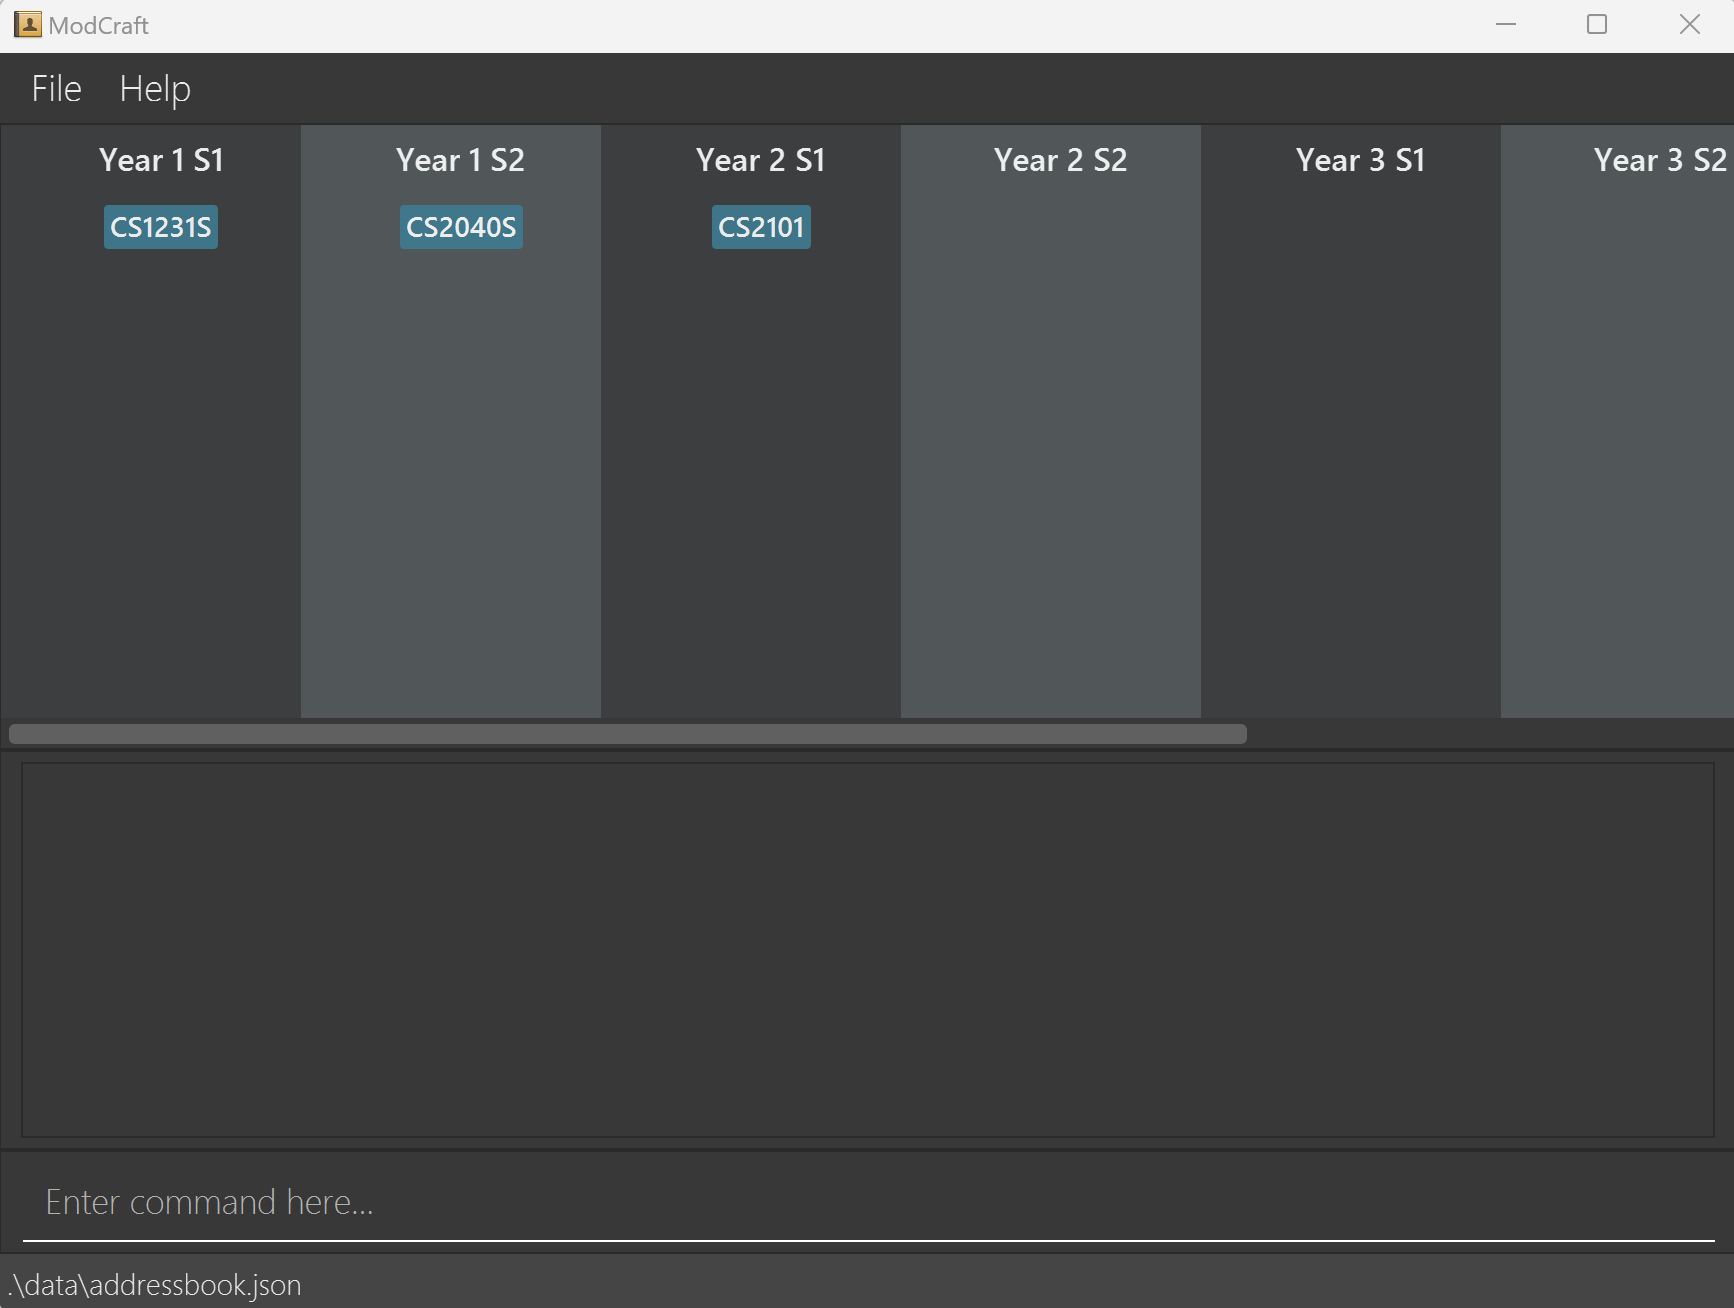 ModCraft
File Help
Year 1 S1 Year 1 S2 Year 2 S1 Year 2 S2 Year 3 S1 Year 3 S2
CS1231S CS2040S CS2101
Enter command here...
.\data\addressbook.json